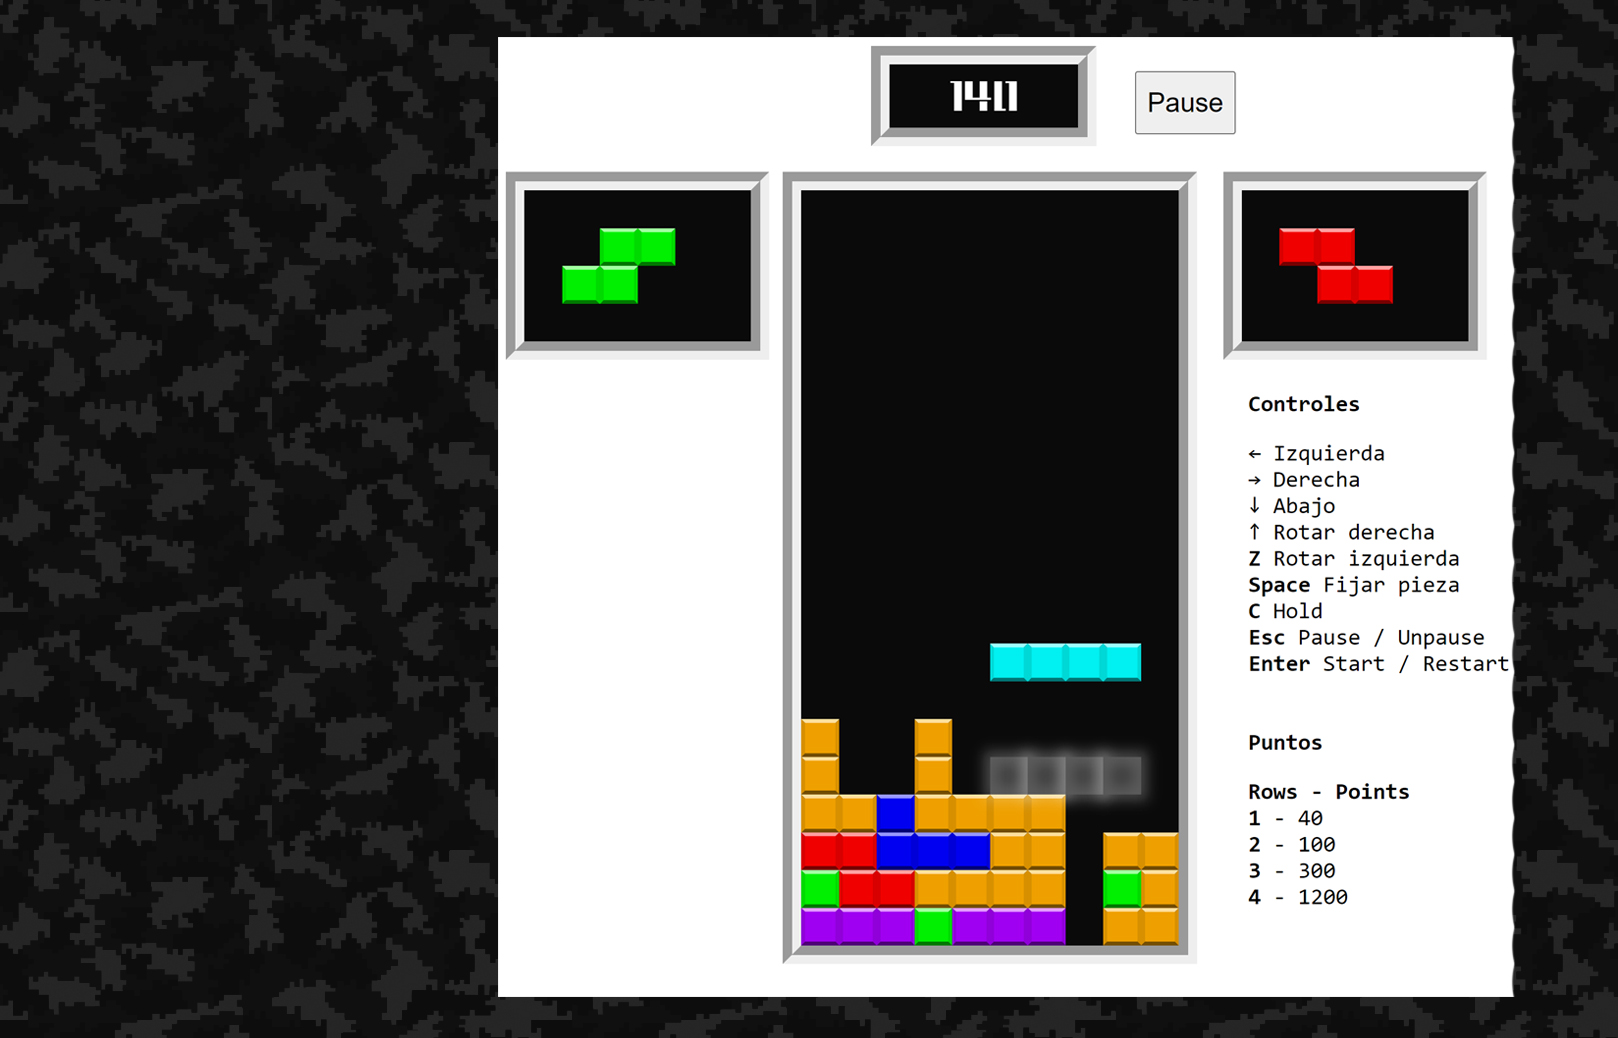 140
Pause
Controles
← Izquierda
→ Derecha
↓ Abajo
↑ Rotar derecha
Z Rotar izquierda
Space Fijar pieza
C Hold
Esc Pause / Unpause
Enter Start / Restart
Puntos
Rows - Points
1 - 40
2 - 100
3 - 300
4 - 1200